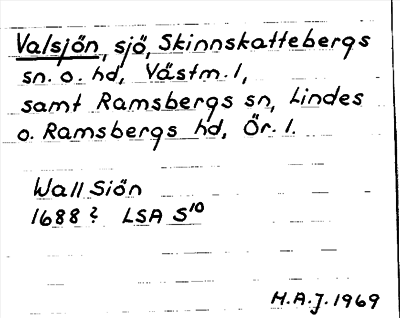 Valsjön, sjö, Skinnskattebergs
sn. o. hd, Västm. l,
samt Ramsbergs sn, Lindes
o. Ramsbergs hd, Ör. l.
Wall Siön
1688? LSA S¹⁰
H.A.J. 1969